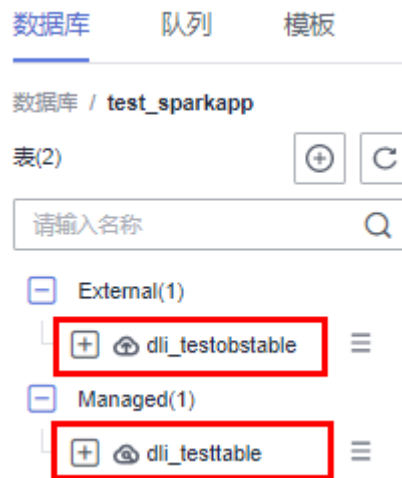 数据库 队列 模板
数据库 / test_sparkapp
表(2)
请输入名称
External(1)
dli_testobstable
Managed(1)
dli_testtable